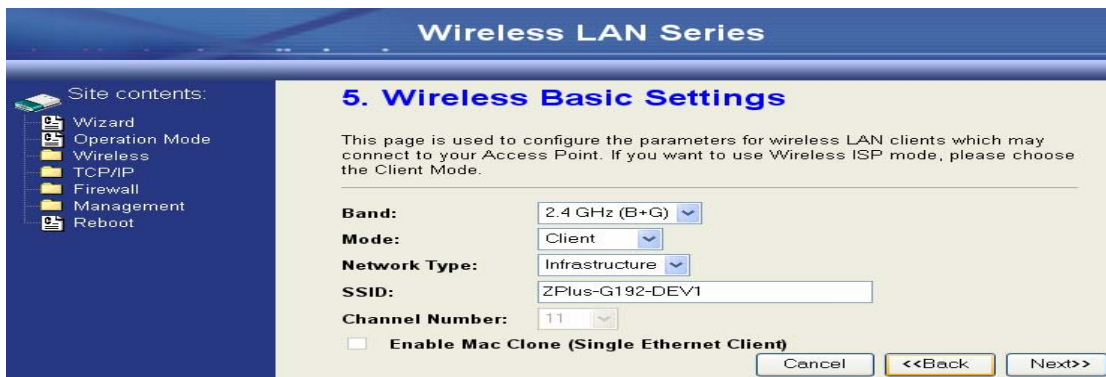 Wireless LAN Series
Site contents:
Wizard
Operation Mode
Wireless
TCP/IP
Firewall
Management
Reboot
5. Wireless Basic Settings
This page is used to configure the parameters for wireless LAN clients which may
connect to your Access Point. If you want to use Wireless ISP mode, please choose
the Client Mode.
Band: 2.4 GHz (B+G)
Mode: Client
Network Type: Infrastructure
SSID: ZPlus-G192-DEV1
Channel Number: 11
Enable Mac Clone (Single Ethernet Client)
Cancel <<Back Next>>